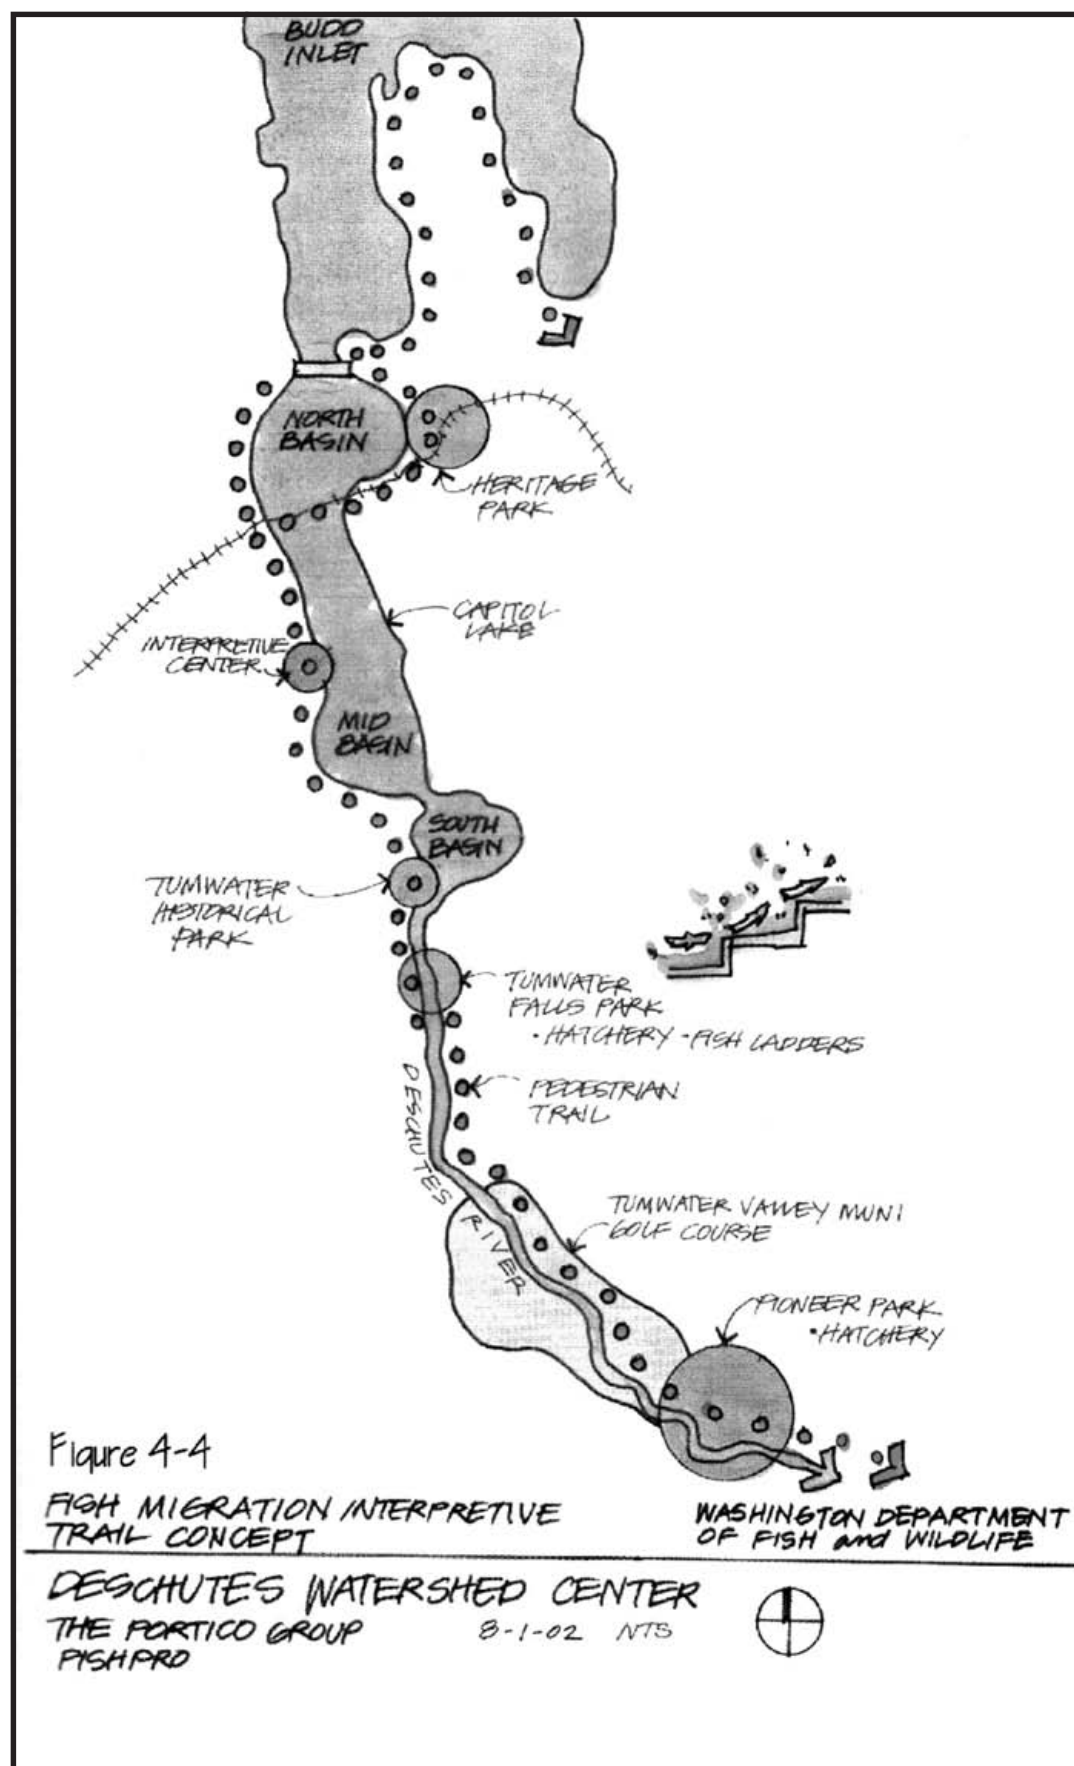 BUDD
INLET
NORTH
BASIN
HERITAGE
PARK
CAPITOL
LAKE
INTERPRETIVE
CENTER
MID
BASIN
SOUTH
BASIN
TUMWATER
HISTORICAL
PARK
TUMWATER
FALLS PARK
• HATCHERY • FISH LADDERS
PEDESTRIAN
TRAIL
DESCHUTES RIVER
TUMWATER VALLEY MUNI
GOLF COURSE
PIONEER PARK
• HATCHERY
Figure 4-4
FISH MIGRATION INTERPRETIVE
TRAIL CONCEPT
WASHINGTON DEPARTMENT
OF FISH and WILDLIFE
DESCHUTES WATERSHED CENTER
THE PORTICO GROUP
8-1-02 NTS
FISHPRO